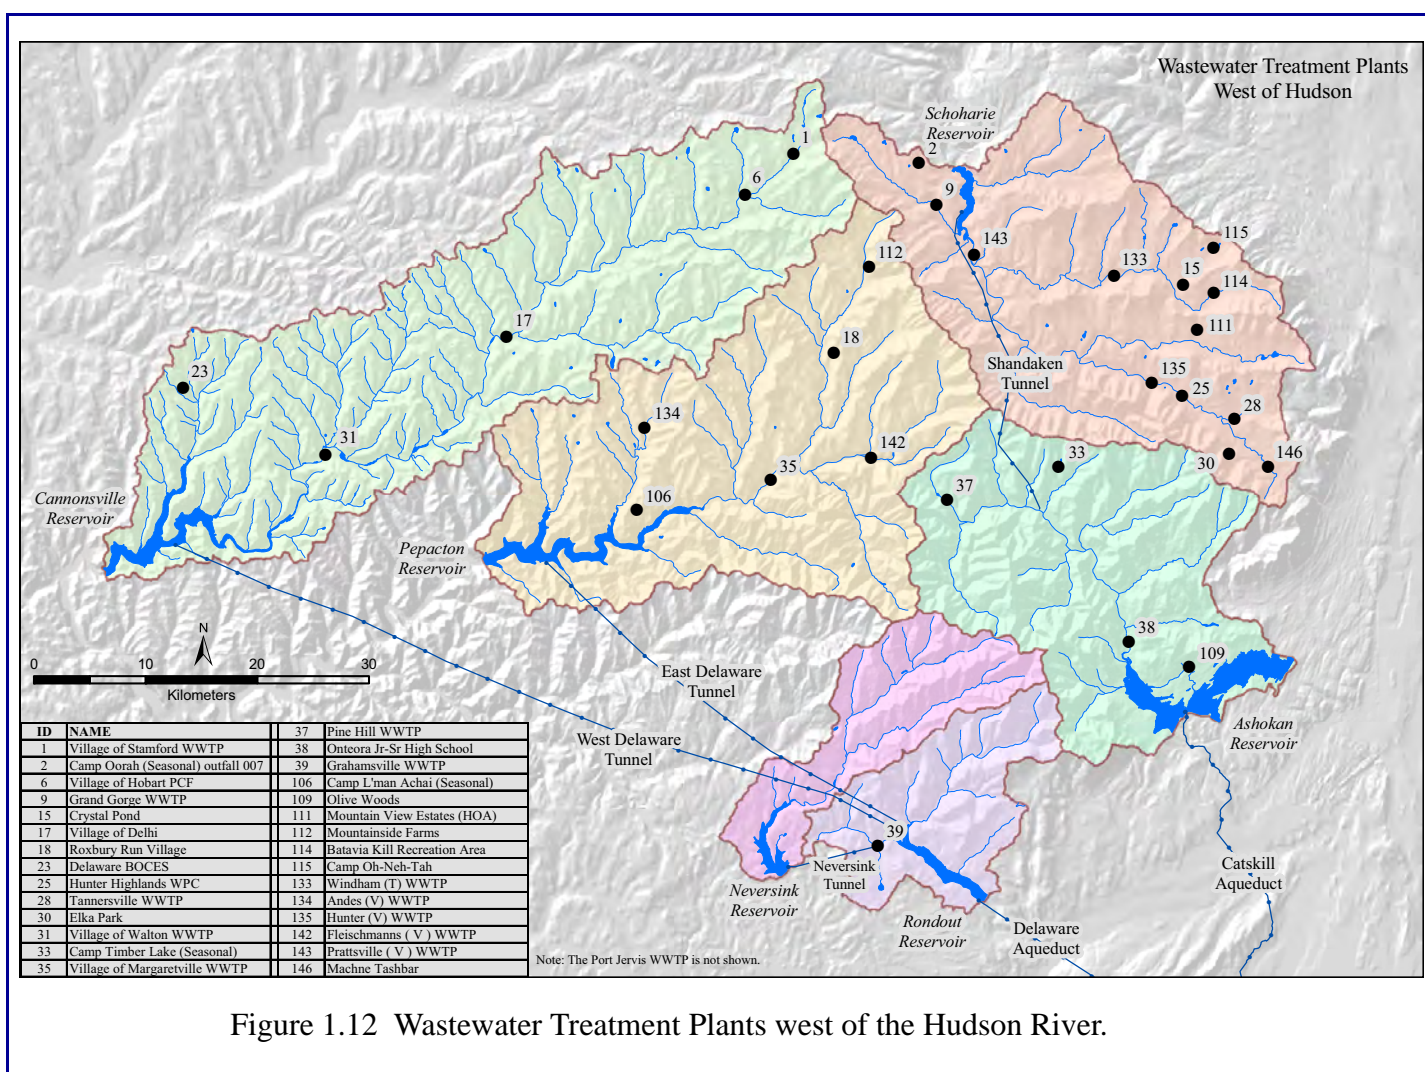 Wastewater Treatment Plants
West of Hudson
Schoharie
Reservoir
1
2
6
9
143
115
112
133
15
114
111
17
18
Shandaken
Tunnel
135
25
23
134
28
31
142
35
33
30
146
37
106
Cannonsville
Reservoir
Pepacton
Reservoir
38
109
N
0 10 20 30
Kilometers
East Delaware
Tunnel
West Delaware
Tunnel
Ashokan
Reservoir
39
Neversink
Tunnel
Neversink
Reservoir
Rondout
Reservoir
Delaware
Aqueduct
Catskill
Aqueduct
ID NAME 37 Pine Hill WWTP
1 Village of Stamford WWTP 38 Onteora Jr-Sr High School
2 Camp Oorah (Seasonal) outfall 007 39 Grahamsville WWTP
6 Village of Hobart PCF 106 Camp L'man Achai (Seasonal)
9 Grand Gorge WWTP 109 Olive Woods
15 Crystal Pond 111 Mountain View Estates (HOA)
17 Village of Delhi 112 Mountainside Farms
18 Roxbury Run Village 114 Batavia Kill Recreation Area
23 Delaware BOCES 115 Camp Oh-Neh-Tah
25 Hunter Highlands WPC 133 Windham (T) WWTP
28 Tannersville WWTP 134 Andes (V) WWTP
30 Elka Park 135 Hunter (V) WWTP
31 Village of Walton WWTP 142 Fleischmanns ( V ) WWTP
33 Camp Timber Lake (Seasonal) 143 Prattsville ( V ) WWTP
35 Village of Margaretville WWTP 146 Machne Tashbar
Note: The Port Jervis WWTP is not shown.
Figure 1.12 Wastewater Treatment Plants west of the Hudson River.